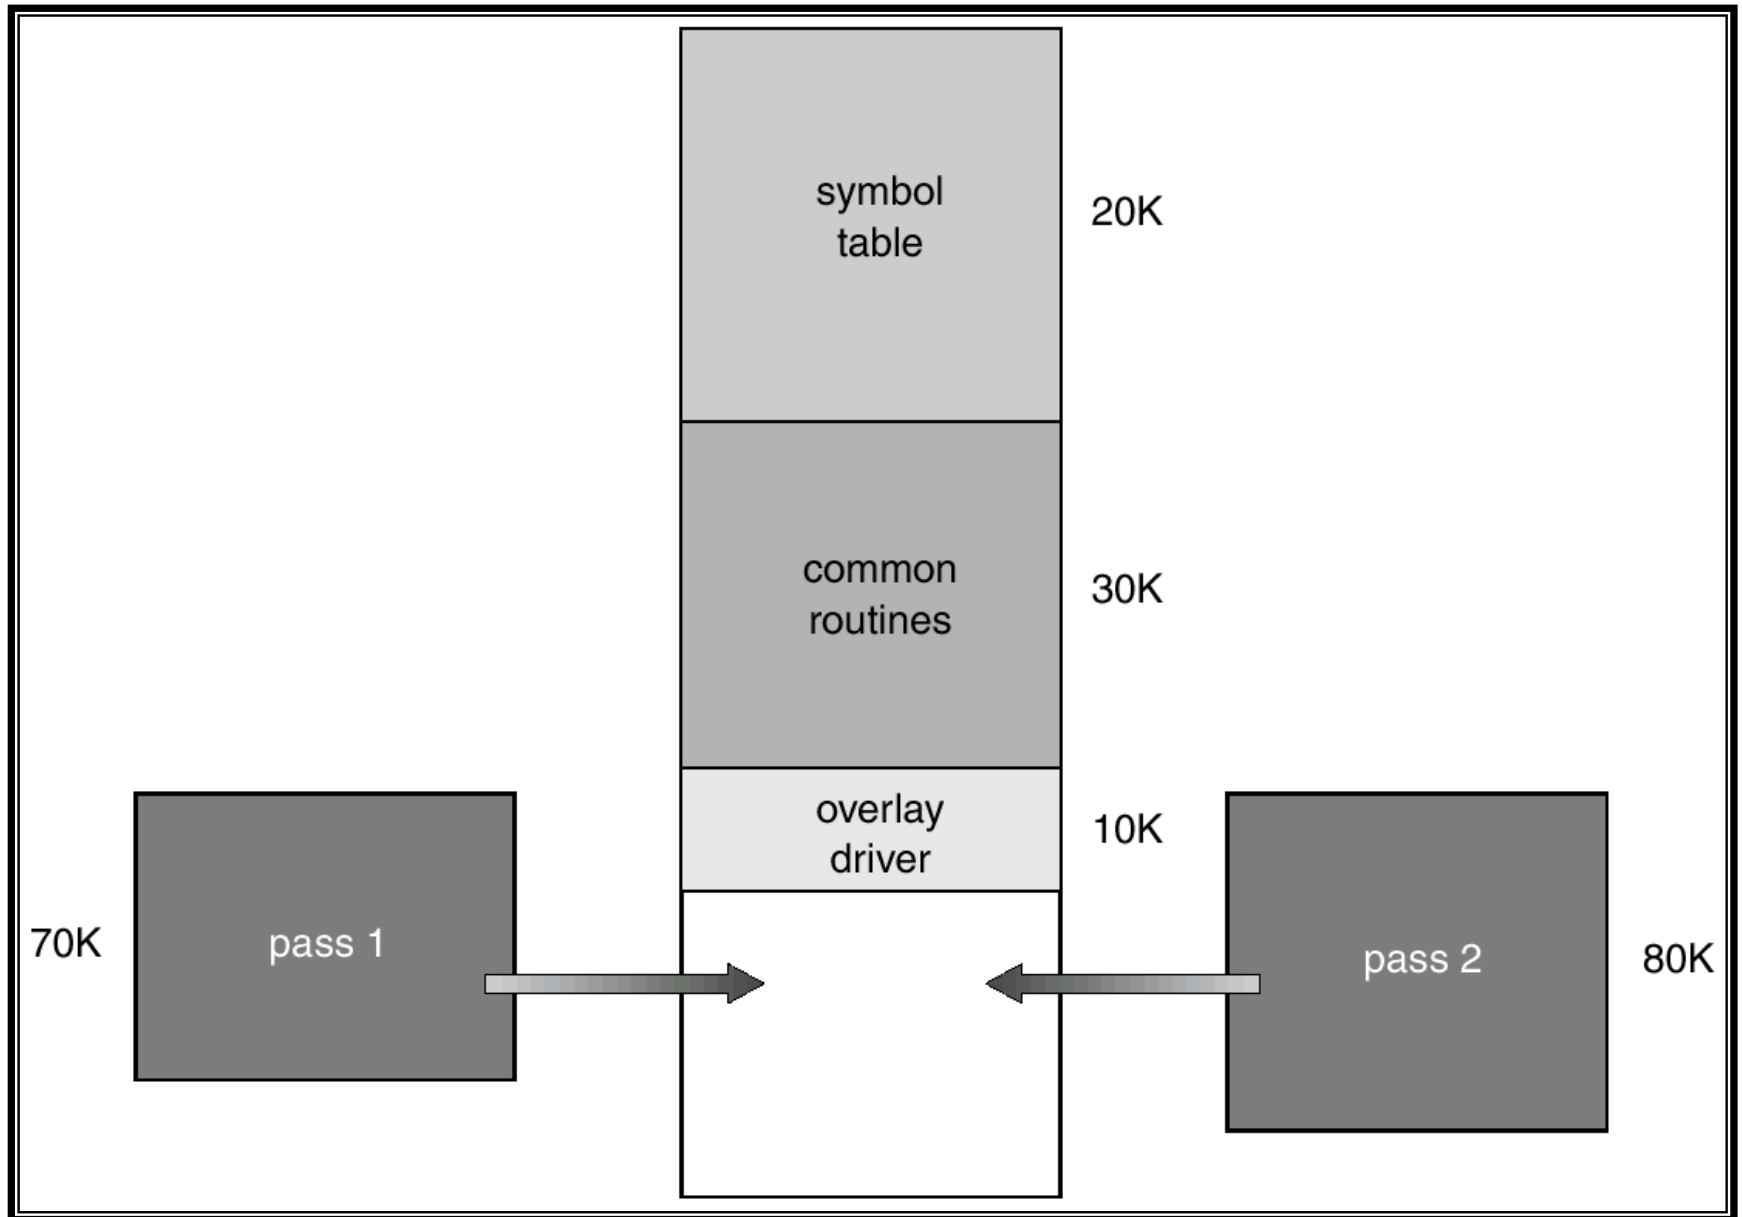 symbol
table
20K
common
routines
30K
overlay
driver
10K
70K
pass 1
pass 2
80K